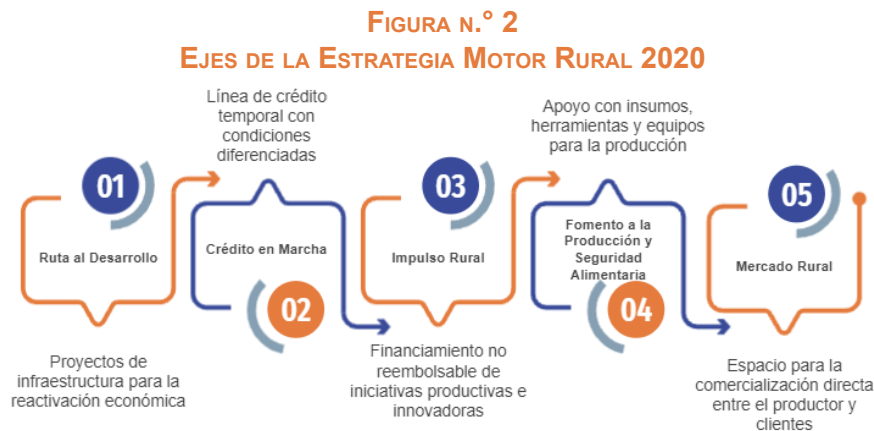 FIGURA N.° 2
EJES DE LA ESTRATEGIA MOTOR RURAL 2020
01
Ruta al Desarrollo
Proyectos de
infraestructura para la
reactivación económica
Línea de crédito
temporal con
condiciones
diferenciadas
Crédito en Marcha
02
03
Impulso Rural
Financiamiento no
reembolsable de
iniciativas productivas e
innovadoras
Apoyo con insumos,
herramientas y equipos
para la producción
Fomento a la
Producción y
Seguridad
Alimentaria
04
05
Mercado Rural
Espacio para la
comercialización directa
entre el productor y
clientes